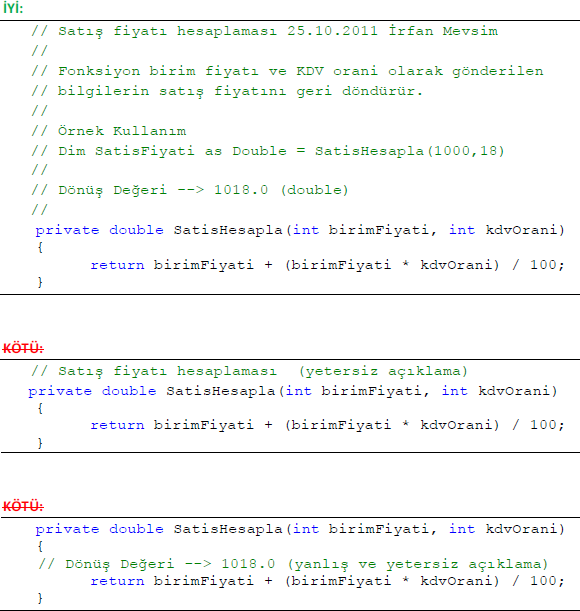 İYİ:
// Satış fiyatı hesaplaması 25.10.2011 İrfan Mevsim
//
// Fonksiyon birim fiyatı ve KDV orani olarak gönderilen
// bilgilerin satış fiyatını geri döndürür.
//
// Örnek Kullanım
// Dim SatisFiyati as Double = SatisHesapla(1000,18)
//
// Dönüş Değeri --> 1018.0 (double)
//
private double SatisHesapla(int birimFiyati, int kdvOrani)
{
return birimFiyati + (birimFiyati * kdvOrani) / 100;
}
KÖTÜ:
// Satış fiyatı hesaplaması (yetersiz açıklama)
private double SatisHesapla(int birimFiyati, int kdvOrani)
{
return birimFiyati + (birimFiyati * kdvOrani) / 100;
}
KÖTÜ:
private double SatisHesapla(int birimFiyati, int kdvOrani)
{
// Dönüş Değeri --> 1018.0 (yanlış ve yetersiz açıklama)
return birimFiyati + (birimFiyati * kdvOrani) / 100;
}